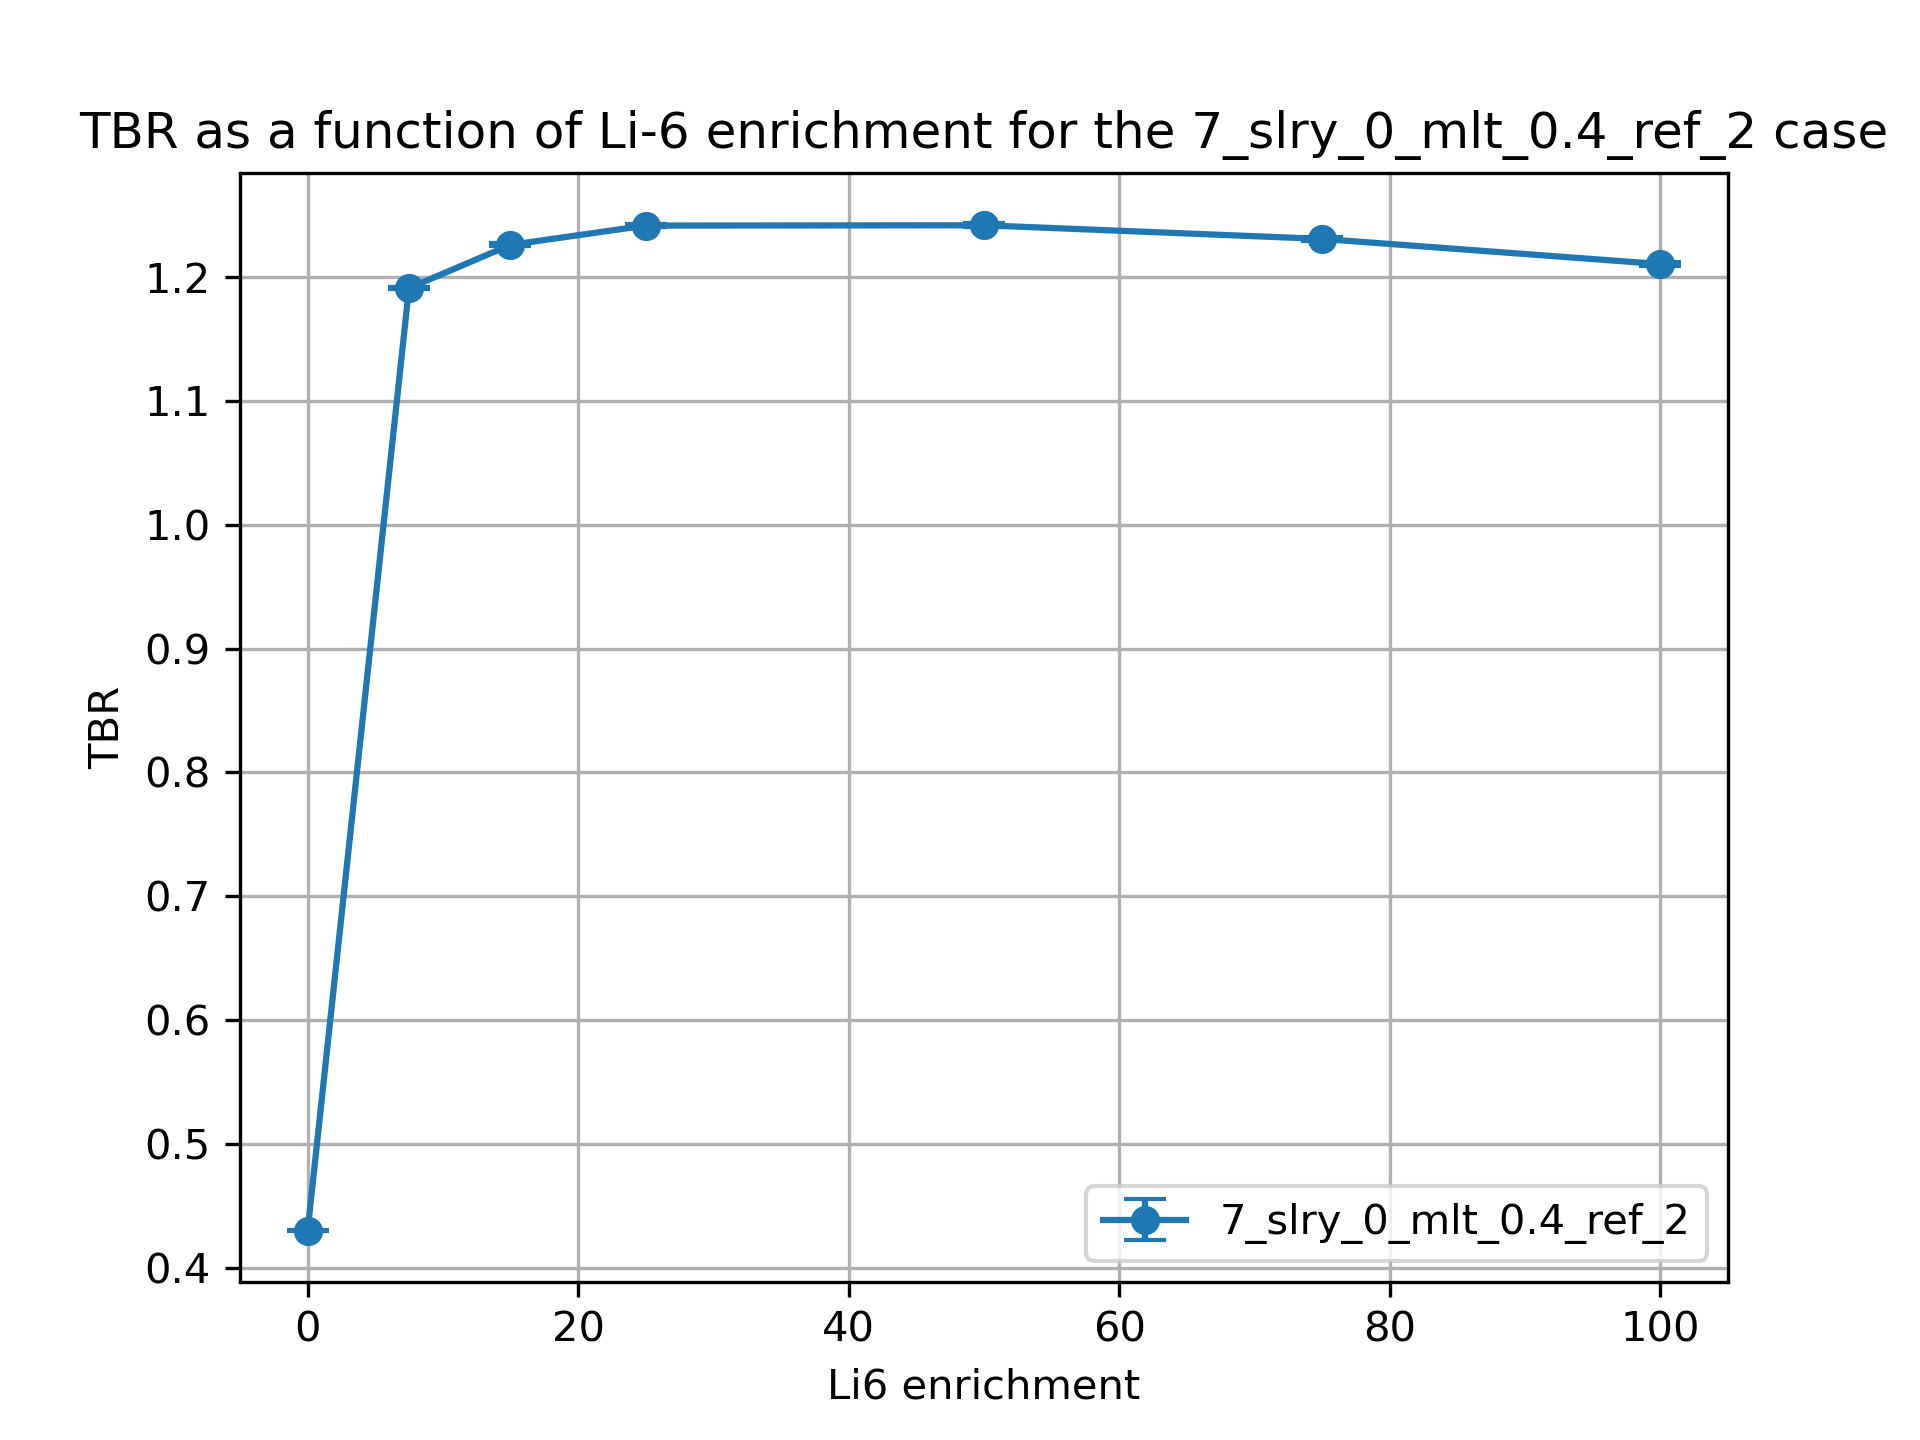 TBR as a function of Li-6 enrichment for the 7_slry_0_mlt_0.4_ref_2 case
1.2
1.1
1.0
0.9
0.8
0.7
0.6
0.5
0.4
TBR
7_slry_0_mlt_0.4_ref_2
0 20 40 60 80 100
Li6 enrichment